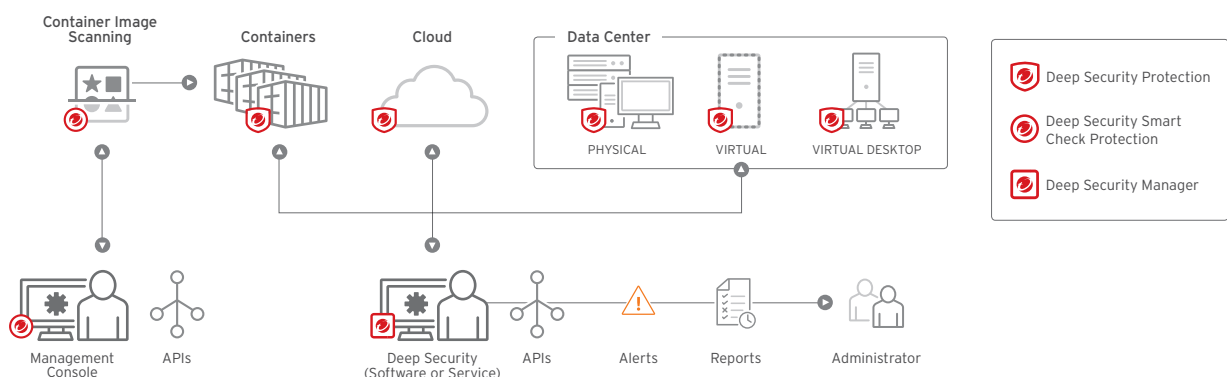 Container Image
Scanning
Containers
Cloud
Data Center
PHYSICAL
VIRTUAL
VIRTUAL DESKTOP
Deep Security Protection
Deep Security Smart
Check Protection
Deep Security Manager
Management
Console
APIs
Deep Security
(Software or Service)
APIs
Alerts
Reports
Administrator